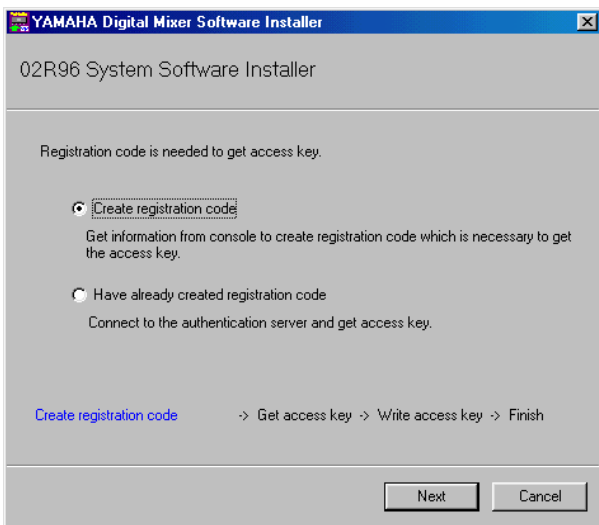 YAMAHA Digital Mixer Software Installer
02R96 System Software Installer
Registration code is needed to get access key.
Create registration code
Get information from console to create registration code which is necessary to get
the access key.
Have already created registration code
Connect to the authentication server and get access key.
Create registration code -> Get access key -> Write access key -> Finish
Next Cancel